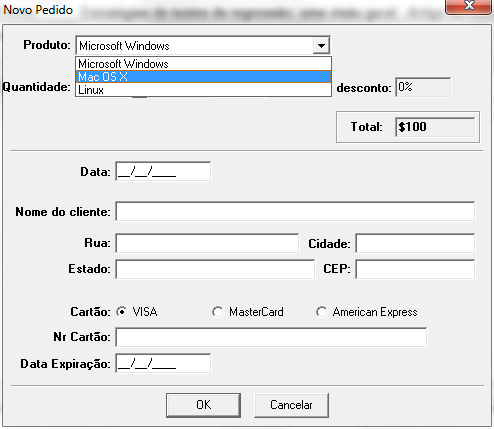 Novo Pedido
Produto: Microsoft Windows
Microsoft Windows
Mac OS X
Linux
Quantidade: desconto: 0%
Total: $100
Data: __/__/____
Nome do cliente:
Rua: Cidade:
Estado: CEP:
Cartão: VISA MasterCard American Express
Nr Cartão:
Data Expiração: __/__/____
OK Cancelar